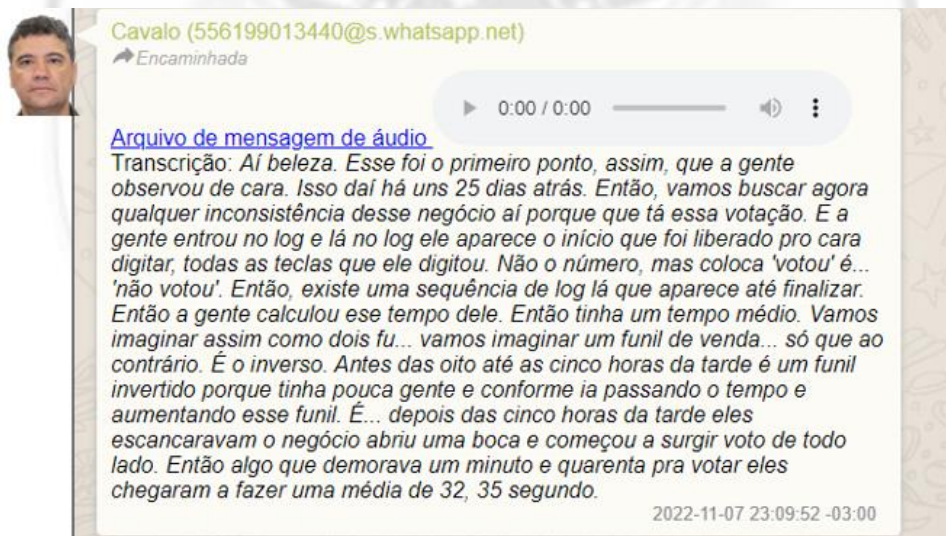 Cavalo (556199013440@s.whatsapp.net)
Encaminhada
0:00 / 0:00
Arquivo de mensagem de áudio
Transcrição: Aí beleza. Esse foi o primeiro ponto, assim, que a gente
observou de cara. Isso daí há uns 25 dias atrás. Então, vamos buscar agora
qualquer inconsistência desse negócio aí porque que tá essa votação. E a
gente entrou no log e lá no log ele aparece o início que foi liberado pro cara
digitar, todas as teclas que ele digitou. Não o número, mas coloca 'votou' é...
'não votou'. Então, existe uma sequência de log lá que aparece até finalizar.
Então a gente calculou ese tempo dele. Então tinha um tempo médio. Vamos
imaginar assim como dois fu... vamos imaginar um funil de venda... só que ao
contrário. É o inverso. Antes das oito até as cinco horas da tarde é um funil
invertido porque tinha pouca gente e conforme ia passando o tempo e
aumentando esse funil. É... depois das cinco horas da tarde eles
escancaravam o negócio abriu uma boca e começou a surgir voto de todo
lado. Então algo que demorava um minuto e quarenta pra votar eles
chegaram a fazer uma média de 32, 35 segundo.
2022-11-07 23:09:52 -03:00